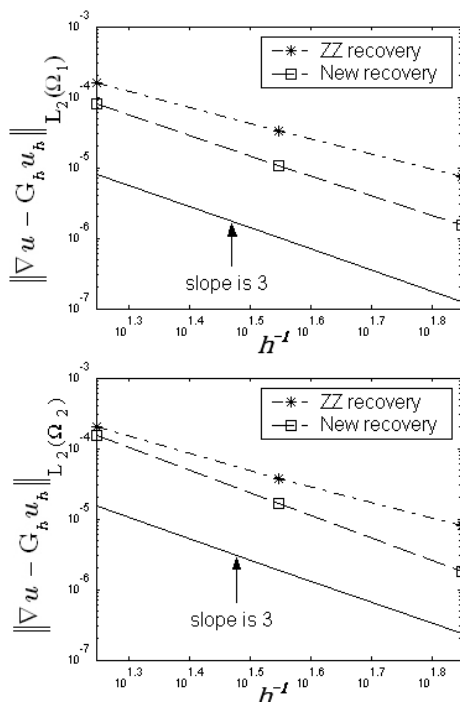 10^-3
ZZ recovery
New recovery
10^-4
10^-5
10^-6
10^-7
slope is 3
‖∇u − G_h u_h‖_L_2(Ω_1)
10^1.3
10^1.4
10^1.5
10^1.6
10^1.7
10^1.8
h^-1
10^-3
ZZ recovery
New recovery
10^-4
10^-5
10^-6
10^-7
slope is 3
‖∇u − G_h u_h‖_L_2(Ω_2)
10^1.3
10^1.4
10^1.5
10^1.6
10^1.7
10^1.8
h^-1